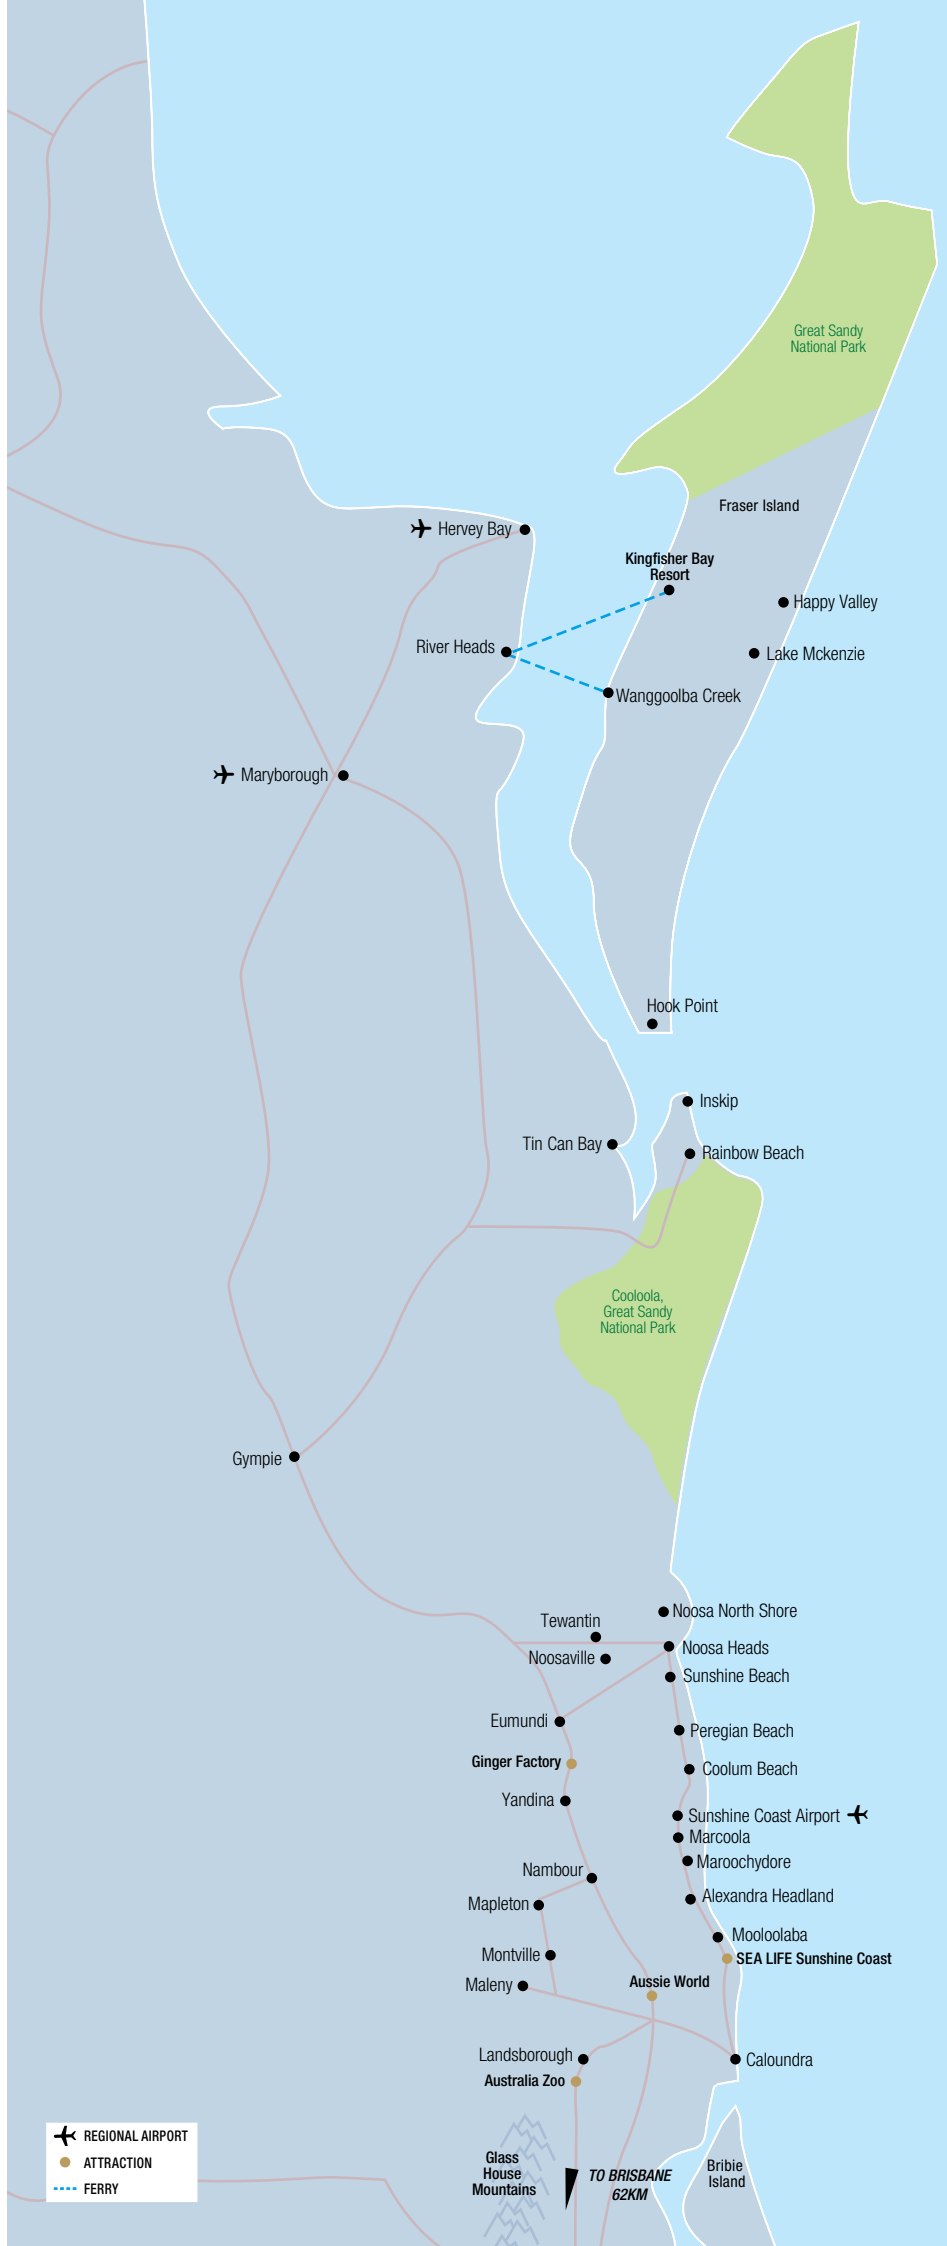 Great Sandy
National Park
Fraser Island
Hervey Bay
Kingfisher Bay
Resort
Happy Valley
River Heads
Lake Mckenzie
Wanggoolba Creek
Maryborough
Hook Point
Inskip
Tin Can Bay
Rainbow Beach
Cooloola,
Great Sandy
National Park
Gympie
Noosa North Shore
Tewantin
Noosa Heads
Noosaville
Sunshine Beach
Eumundi
Peregian Beach
Ginger Factory
Coolum Beach
Yandina
Sunshine Coast Airport
Marcoola
Maroochydore
Nambour
Alexandra Headland
Mapleton
Mooloolaba
Montville
SEA LIFE Sunshine Coast
Aussie World
Maleny
Landsborough
Caloundra
Australia Zoo
REGIONAL AIRPORT
ATTRACTION
FERRY
Glass
House
Mountains
TO BRISBANE
62KM
Bribie
Island